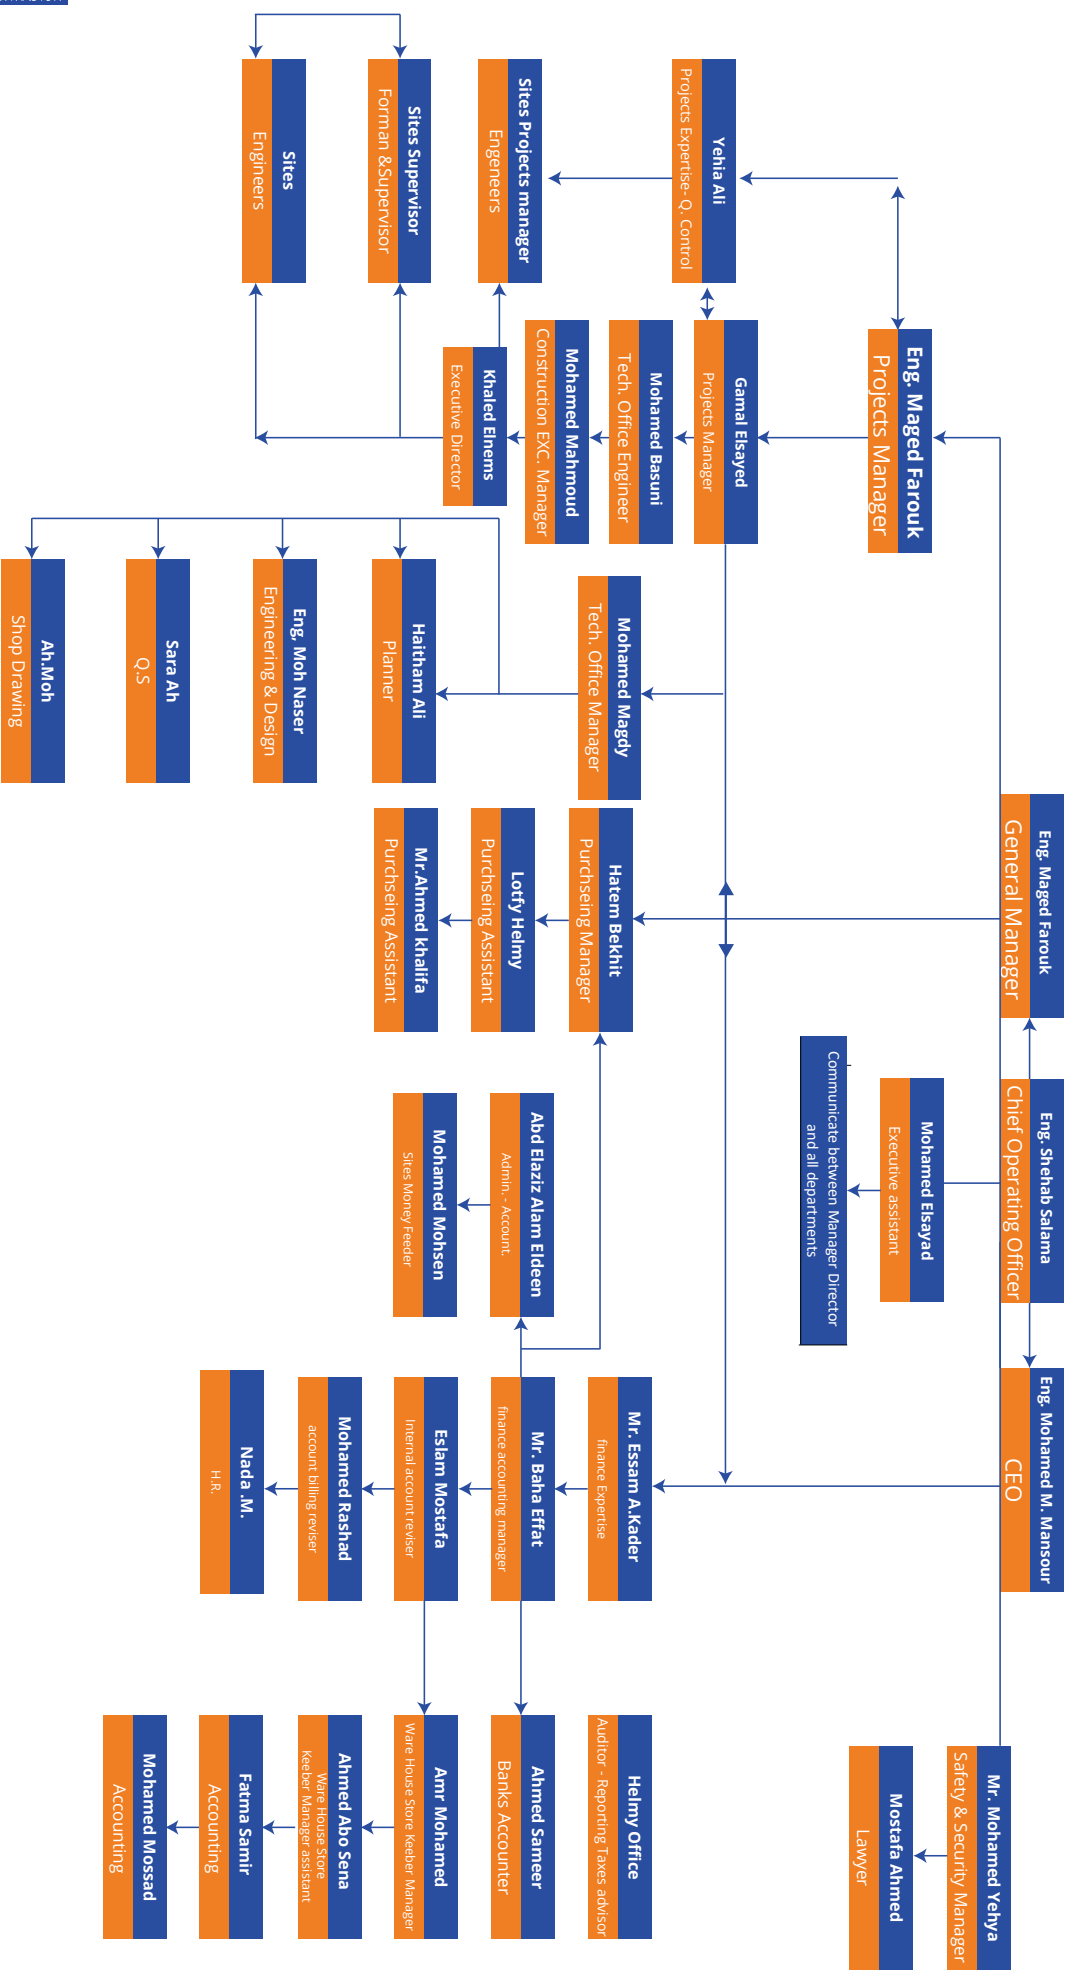 Eng. Maged Farouk
General Manager
Eng. Shehab Salama
Chief Operating Officer
Eng. Mohamed M. Mansour
CEO
Eng. Maged Farouk
Projects Manager
Mohamed Elsayad
Executive assistant
Communicate between Manager Director
and all departments
Mr. Mohamed Yehya
Safety & Security Manager
Mostafa Ahmed
Lawyer
Yehia Ali
Projects Expertise- Q. Control
Gamal Elsayed
Projects Manager
Mohamed Basuni
Tech. Office Engineer
Mohamed Mahmoud
Construction EXC. Manager
Khaled Elnems
Executive Director
Sites Projects manager
Engeneers
Sites Supervisor
Forman &Supervisor
Sites
Engineers
Mohamed Magdy
Tech. Office Manager
Haitham Ali
Planner
Eng, Moh Naser
Engineering & Design
Sara Ah
Q.S
Ah.Moh
Shop Drawing
Hatem Bekhit
Purchseing Manager
Lotfy Helmy
Purchseing Assistant
Mr.Ahmed khalifa
Purchseing Assistant
Abd Elaziz Alam Eldeen
Admin. - Account.
Mohamed Mohsen
Sites Money Feeder
Mr. Essam A.Kader
finance Expertise
Mr. Baha Effat
finance accounting manager
Eslam Mostafa
Internal account reviser
Mohamed Rashad
account billing reviser
Nada .M.
H.R.
Helmy Office
Auditor - Reporting Taxes advisor
Ahmed Sameer
Banks Accounter
Amr Mohamed
Ware House Store Keeber Manager
Ahmed Abo Sena
Ware House Store
Keeber Manager assistant
Fatma Samir
Accounting
Mohamed Mossad
Accounting